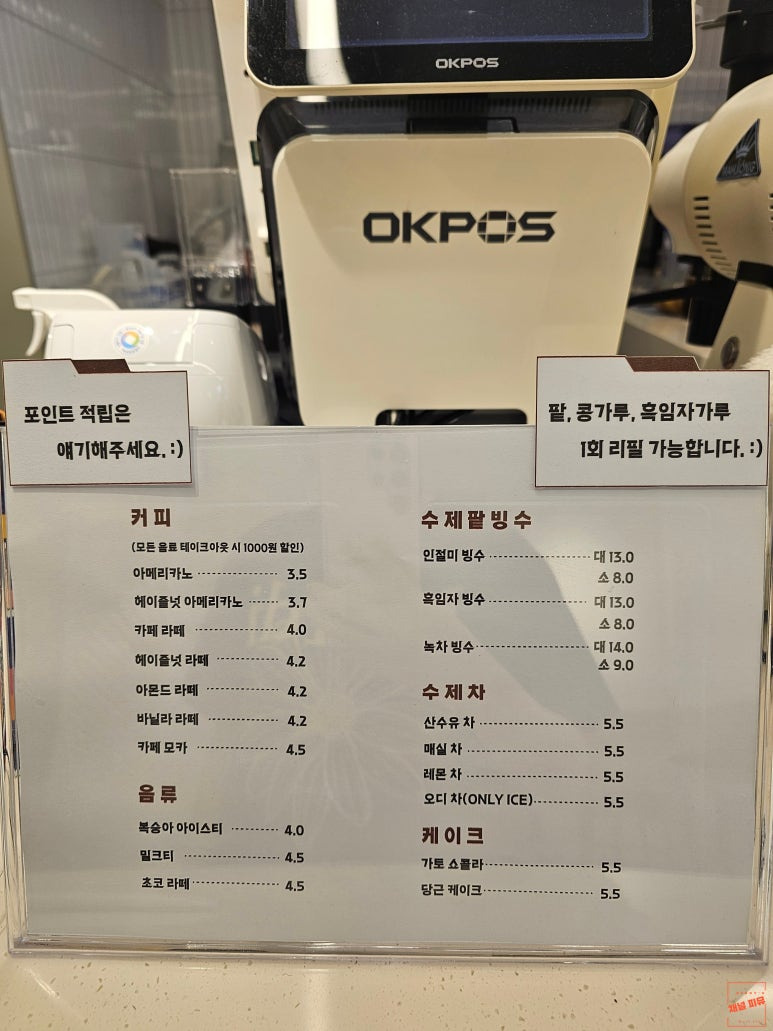 OKPOS
OKPOS
MAHLKÖNIG
포인트 적립은
얘기해주세요. :)
팥, 콩가루, 흑임자가루
1회 리필 가능합니다. :)
커피
(모든 음료 테이크아웃 시 1000원 할인)
아메리카노 3.5
헤이즐넛 아메리카노 3.7
카페 라떼 4.0
헤이즐넛 라떼 4.2
아몬드 라떼 4.2
바닐라 라떼 4.2
카페 모카 4.5
음류
복숭아 아이스티 4.0
밀크티 4.5
초코 라떼 4.5
수제팥빙수
인절미 빙수 대 13.0
소 8.0
흑임자 빙수 대 13.0
소 8.0
녹차 빙수 대 14.0
소 9.0
수제차
산수유 차 5.5
매실 차 5.5
레몬 차 5.5
오디 차(ONLY ICE) 5.5
케이크
가토 쇼콜라 5.5
당근 케이크 5.5
채널 피뮤